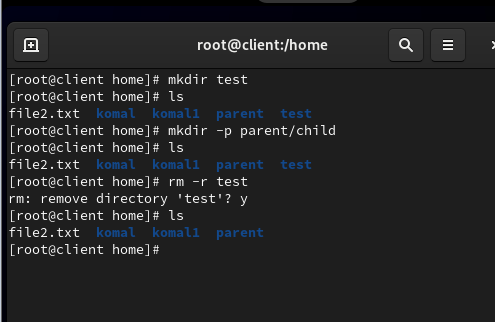 root@client:/home
[root@client home]# mkdir test
[root@client home]# ls
file2.txt  komal  komal1  parent  test
[root@client home]# mkdir -p parent/child
[root@client home]# ls
file2.txt  komal  komal1  parent  test
[root@client home]# rm -r test
rm: remove directory 'test'? y
[root@client home]# ls
file2.txt  komal  komal1  parent
[root@client home]#